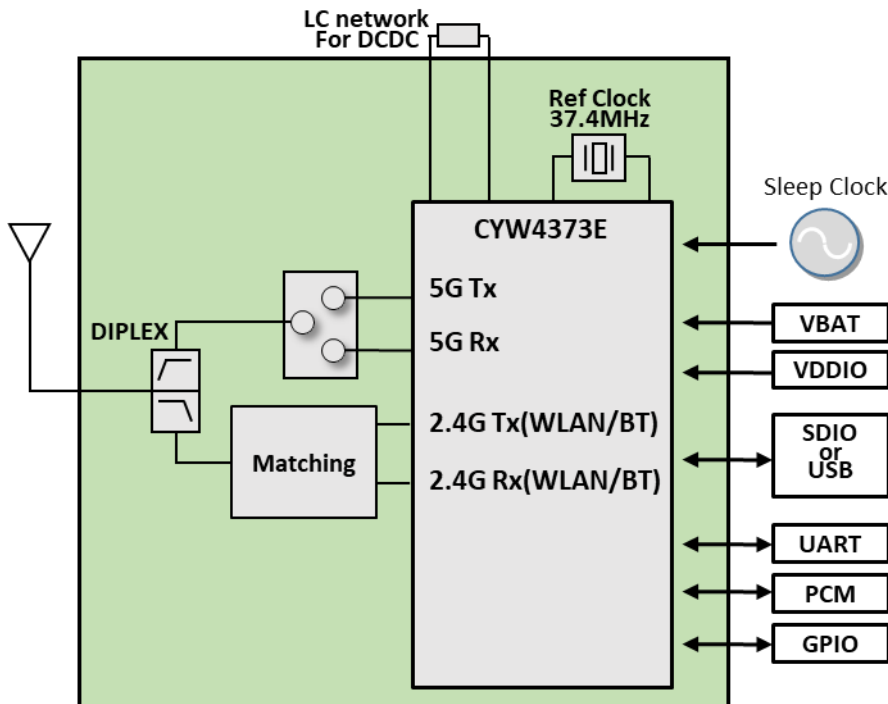 LC network
For DCDC
Ref Clock
37.4MHz
Sleep Clock
CYW4373E
5G Tx
VBAT
DIPLEX
5G Rx
VDDIO
2.4G Tx(WLAN/BT)
SDIO
or
USB
Matching
2.4G Rx(WLAN/BT)
UART
PCM
GPIO